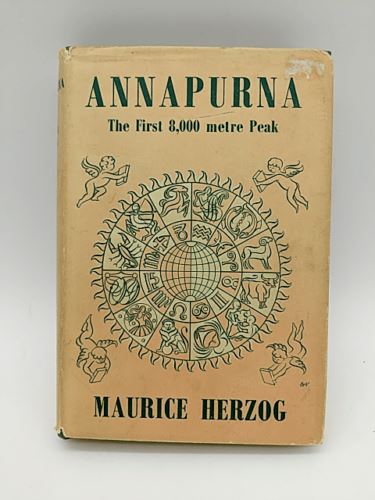 ANNAPURNA
The First 8,000 metre Peak
MAURICE HERZOG